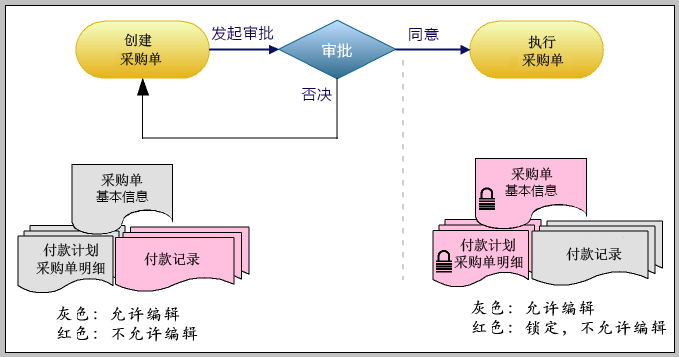 创建
采购单
发起审批
审批
同意
执行
采购单
否决
采购单
基本信息
付款计划
采购单明细
付款记录
灰色：允许编辑
红色：不允许编辑
采购单
基本信息
付款计划
采购单明细
付款记录
灰色：允许编辑
红色：锁定，不允许编辑